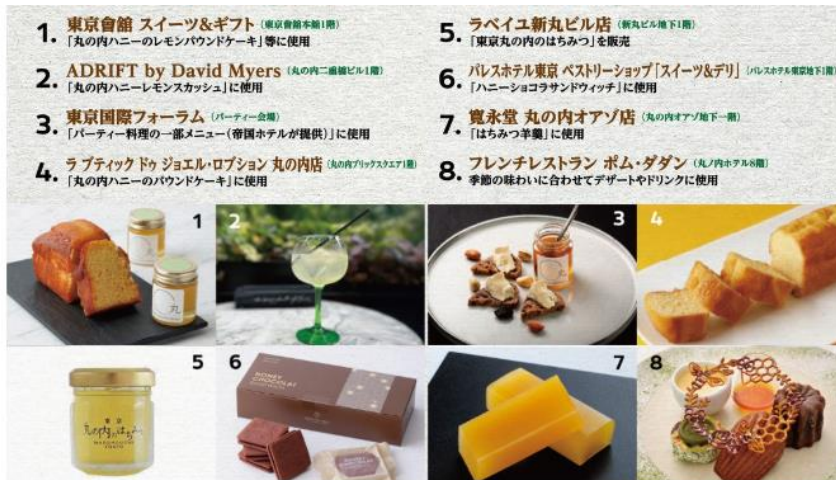 1. 東京會舘 スイーツ&ギフト (東京會舘本舘1階)
「丸の内ハニーのレモンパウンドケーキ」等に使用
2. ADRIFT by David Myers (丸の内二重橋ビル1階)
「丸の内ハニーレモンスカッシュ」に使用
3. 東京国際フォーラム (パーティー会場)
「パーティー料理の一部メニュー(帝国ホテルが提供)」に使用
4. ラ ブティック ドゥ ジョエル・ロブション 丸の内店 (丸の内ブリックスクエア1階)
「丸の内ハニーのパウンドケーキ」に使用
5. ラベイユ新丸ビル店 (新丸ビル地下1階)
「東京丸の内のはちみつ」を販売
6. パレスホテル東京 ペストリーショップ「スイーツ&デリ」 (パレスホテル東京地下1階)
「ハニーショコラサンドウィッチ」に使用
7. 寛永堂 丸の内オアゾ店 (丸の内オアゾ地下一階)
「はちみつ羊羹」に使用
8. フレンチレストラン ポム・ダダン (丸ノ内ホテル8階)
季節の味わいに合わせてデザートやドリンクに使用
1
丸
2
3
4
5
東京
丸の内のはちみつ
6
HONEY
CHOCOLAT
7
8